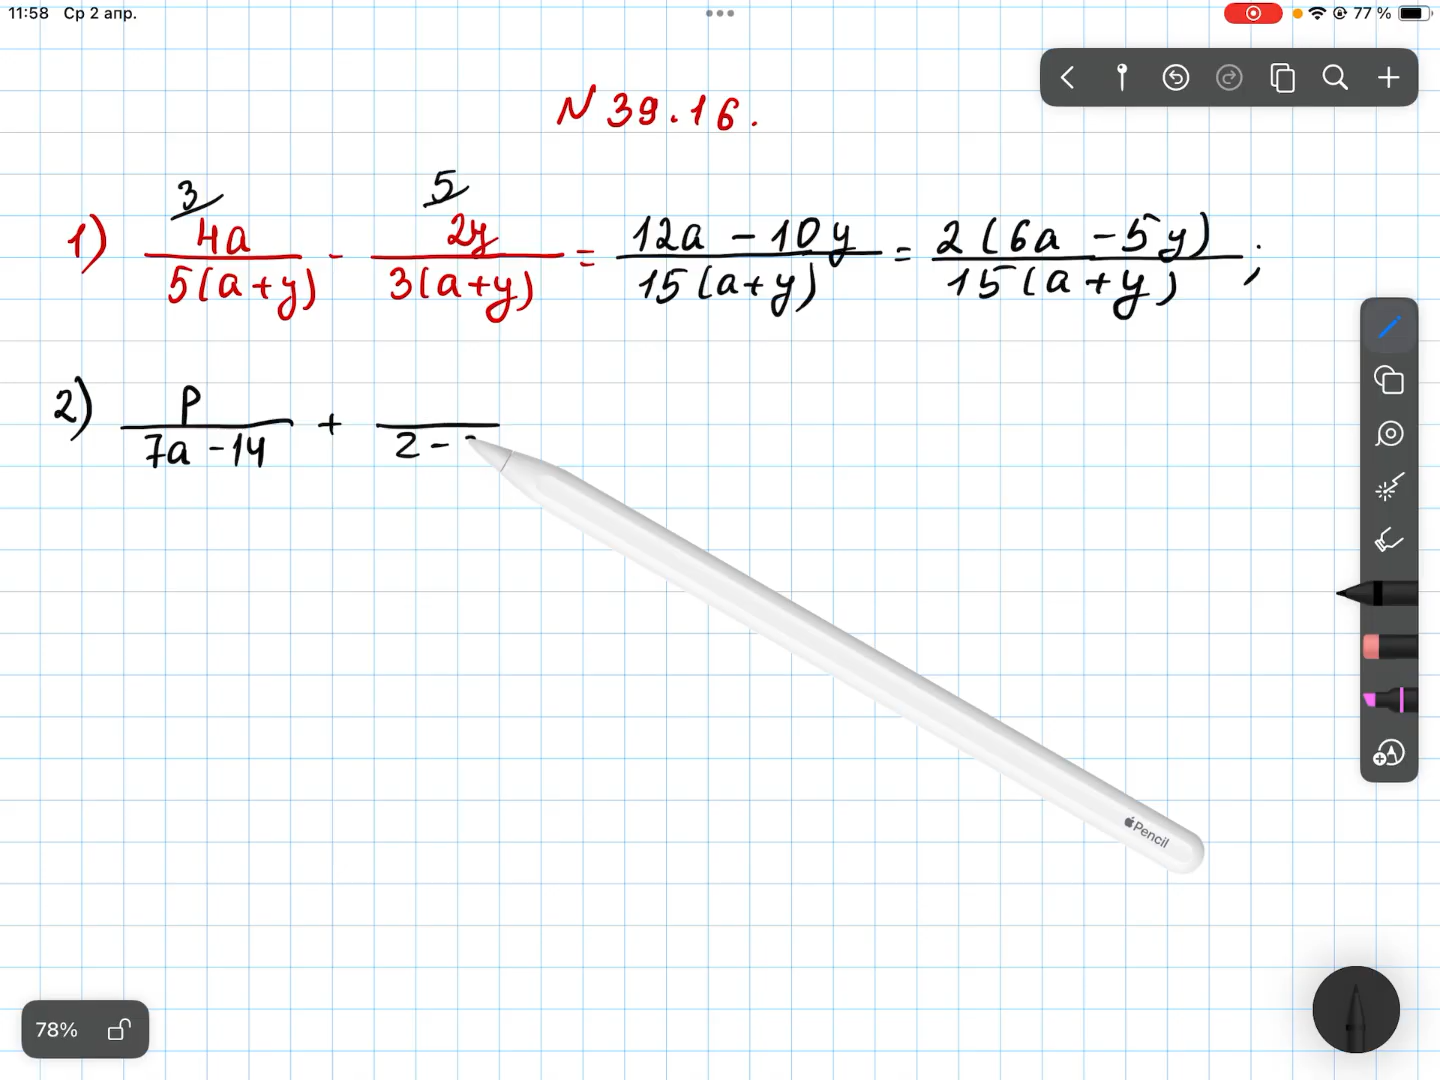 11:58 Ср 2 апр. 77 %
N 39.16.
3 5
1) 4a/5(a+y) - 2y/3(a+y) = 12a - 10y/15(a+y) = 2(6a - 5y)/15(a+y) ;
2) p/7a - 14 + /2 -
Pencil
78%